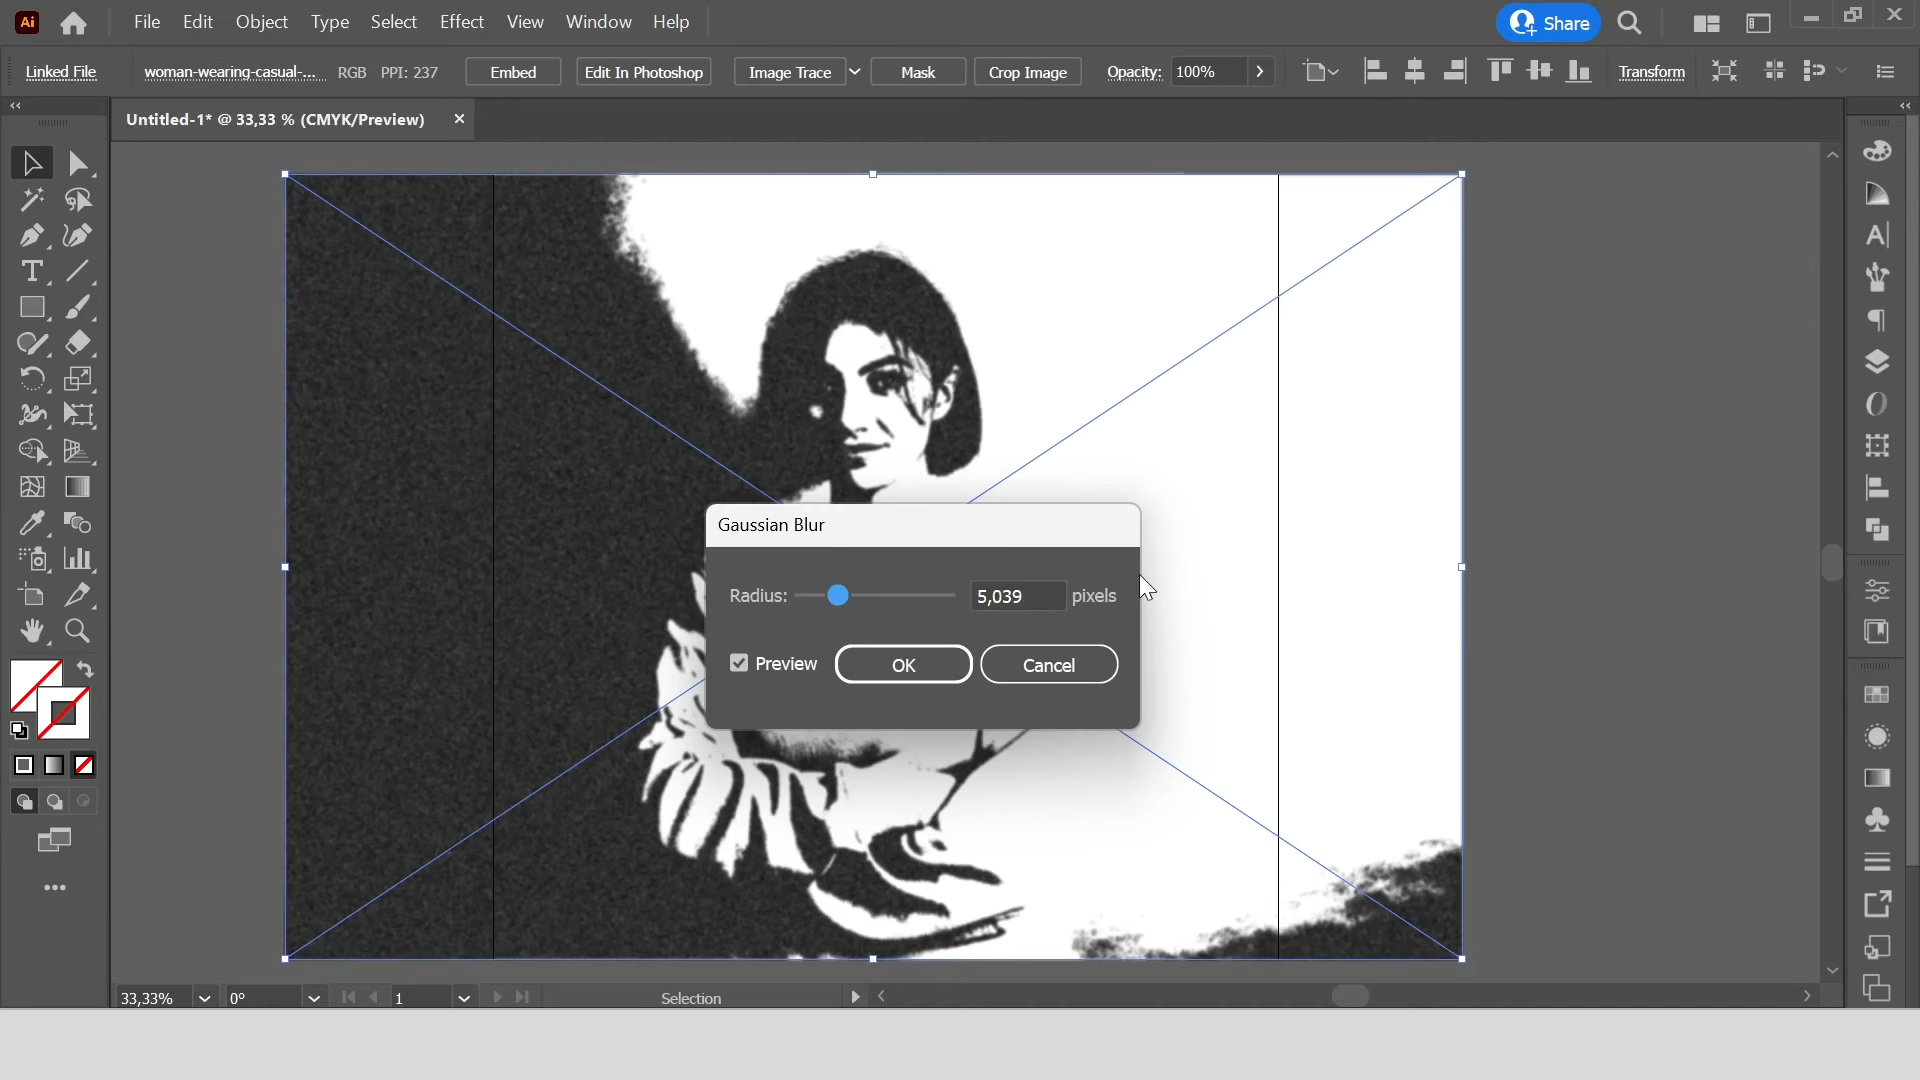 Ai File Edit Object Type Select Effect View Window Help Share
Linked File woman-wearing-casual-... RGB PPI: 237 Embed Edit In Photoshop Image Trace Mask Crop Image Opacity: 100% Transform
Untitled-1* @ 33,33 % (CMYK/Preview)
Gaussian Blur
Radius: 5,039 pixels
Preview OK Cancel
33,33% 0° 1 Selection